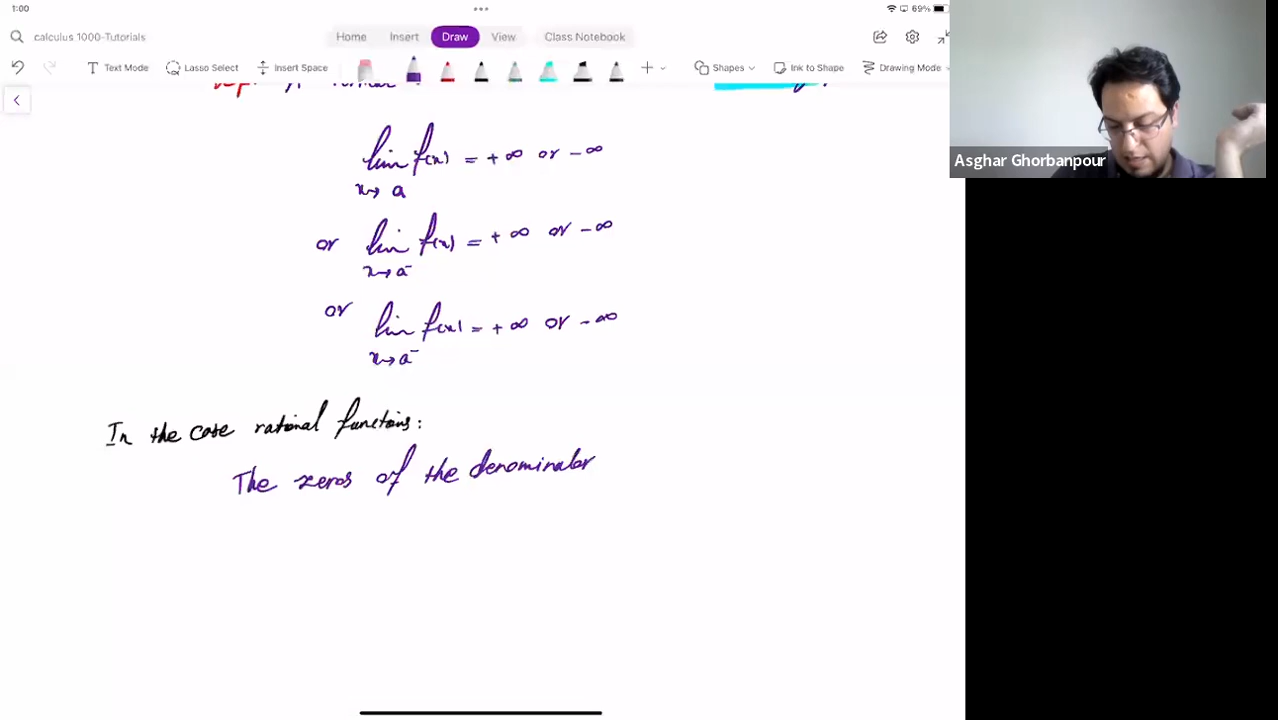 1:00
69%
calculus 1000-Tutorials
Home Insert Draw View Class Notebook
Text Mode Lasso Select Insert Space Shapes Ink to Shape Drawing Mode
Asghar Ghorbanpour
lim f(x) = +∞ or -∞
x→ a
or lim f(x) = +∞ or -∞
x→a⁻
or lim f(x) = +∞ or -∞
x→a⁻
In the case rational functions:
The zeros of the denominator